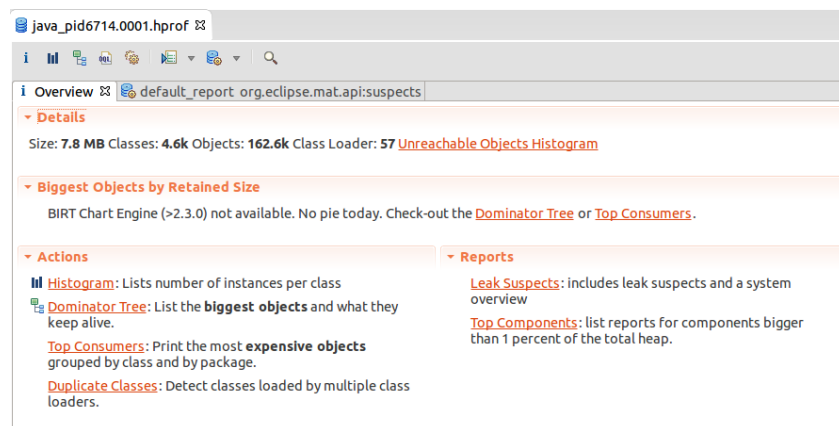 java_pid6714.0001.hprof
i Overview default_report org.eclipse.mat.api:suspects
Details
Size: 7.8 MB Classes: 4.6k Objects: 162.6k Class Loader: 57 Unreachable Objects Histogram
Biggest Objects by Retained Size
BIRT Chart Engine (>2.3.0) not available. No pie today. Check-out the Dominator Tree or Top Consumers.
Actions
Histogram: Lists number of instances per class
Dominator Tree: List the biggest objects and what they
keep alive.
Top Consumers: Print the most expensive objects
grouped by class and by package.
Duplicate Classes: Detect classes loaded by multiple class
loaders.
Reports
Leak Suspects: includes leak suspects and a system
overview
Top Components: list reports for components bigger
than 1 percent of the total heap.